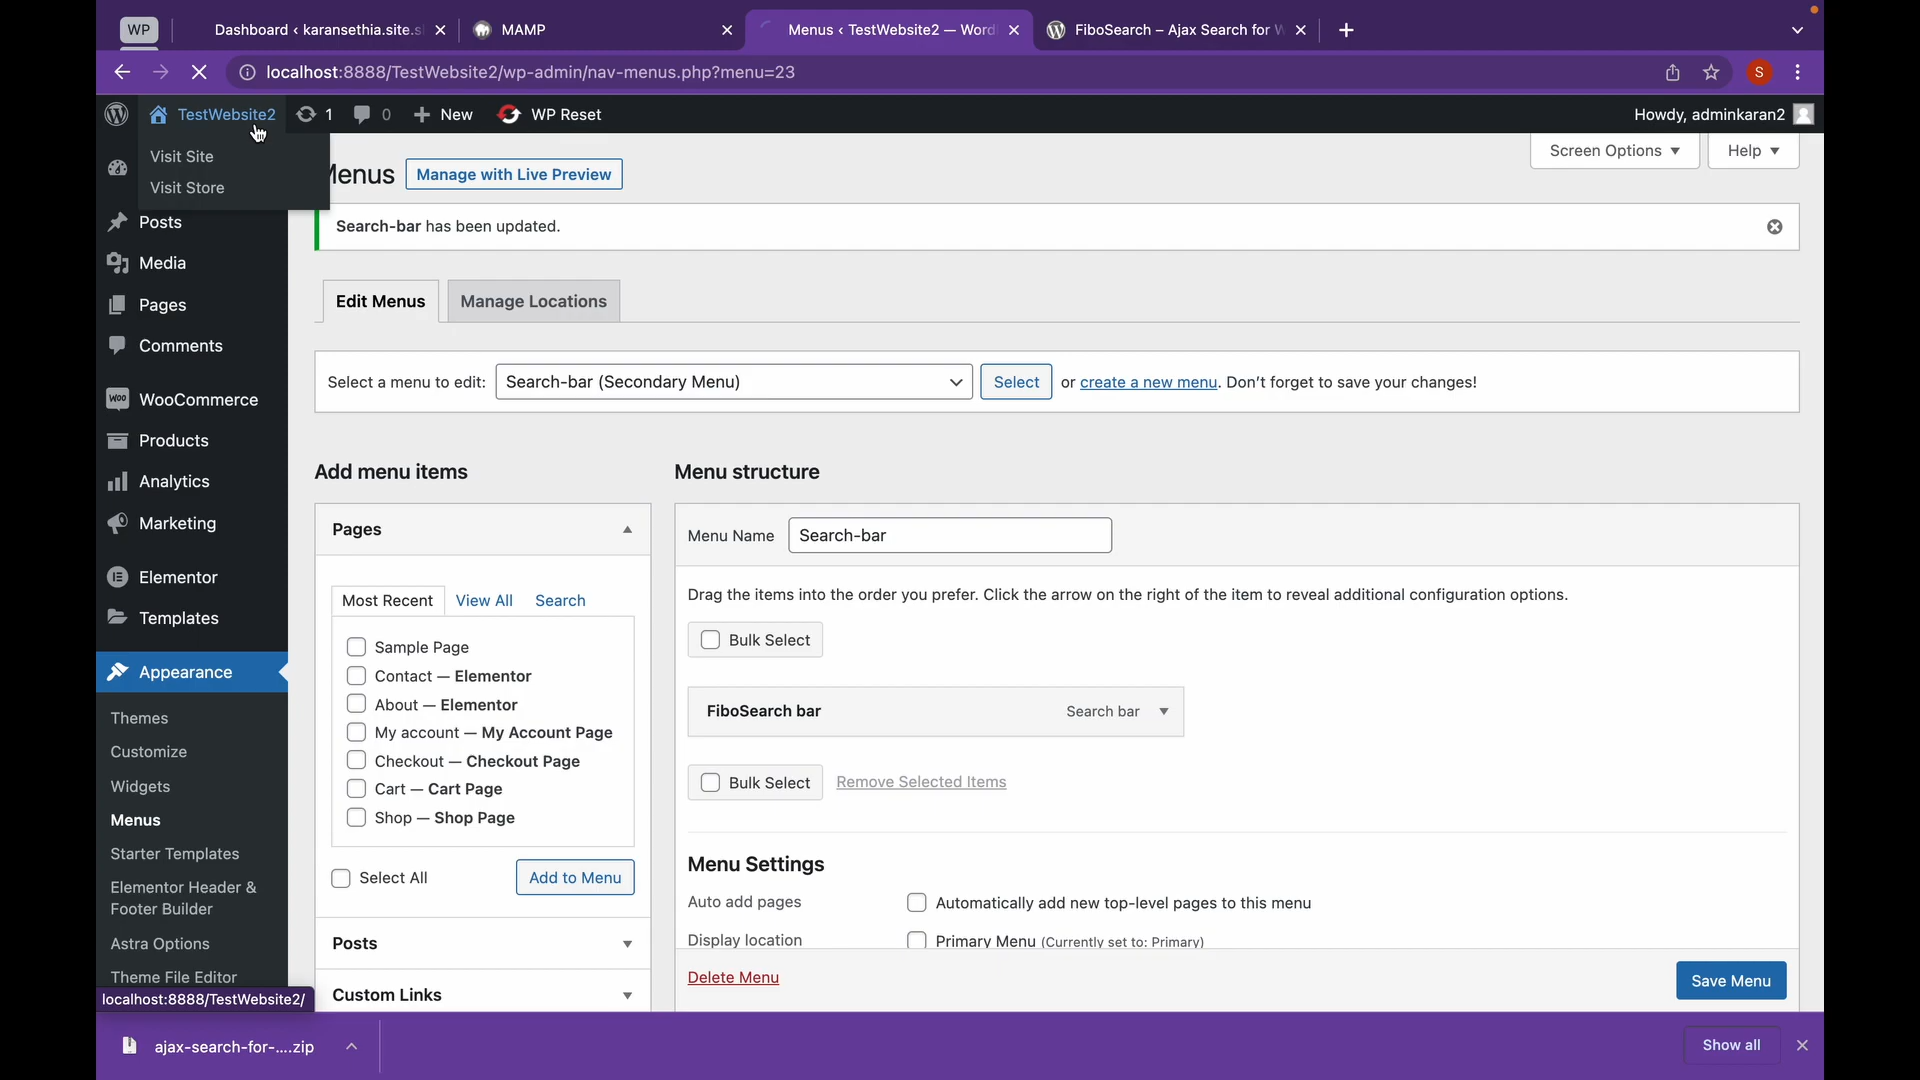 WP
Dashboard ‹ karansethia.site.s
MAMP
Menus ‹ TestWebsite2 — Word
FiboSearch – Ajax Search for W
localhost:8888/TestWebsite2/wp-admin/nav-menus.php?menu=23
S
TestWebsite2
1
0
New
WP Reset
Howdy, adminkaran2
Visit Site
Visit Store
Posts
Media
Pages
Comments
WooCommerce
Products
Analytics
Marketing
Elementor
Templates
Appearance
Themes
Customize
Widgets
Menus
Starter Templates
Elementor Header &
Footer Builder
Astra Options
Theme File Editor
localhost:8888/TestWebsite2/
Menus
Manage with Live Preview
Screen Options
Help
Search-bar has been updated.
Edit Menus
Manage Locations
Select a menu to edit:
Search-bar (Secondary Menu)
Select
or create a new menu. Don't forget to save your changes!
Add menu items
Pages
Most Recent
View All
Search
Sample Page
Contact — Elementor
About — Elementor
My account — My Account Page
Checkout — Checkout Page
Cart — Cart Page
Shop — Shop Page
Select All
Add to Menu
Posts
Custom Links
Menu structure
Menu Name
Search-bar
Drag the items into the order you prefer. Click the arrow on the right of the item to reveal additional configuration options.
Bulk Select
FiboSearch bar
Search bar
Bulk Select
Remove Selected Items
Menu Settings
Auto add pages
Automatically add new top-level pages to this menu
Display location
Primary Menu (Currently set to: Primary)
Delete Menu
Save Menu
ajax-search-for-....zip
Show all